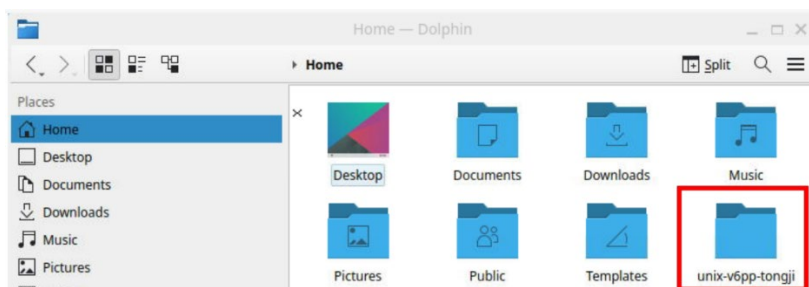 Home — Dolphin
Home
Split
Places
Home
Desktop
Documents
Downloads
Music
Pictures
Desktop
Documents
Downloads
Music
Pictures
Public
Templates
unix-v6pp-tongji